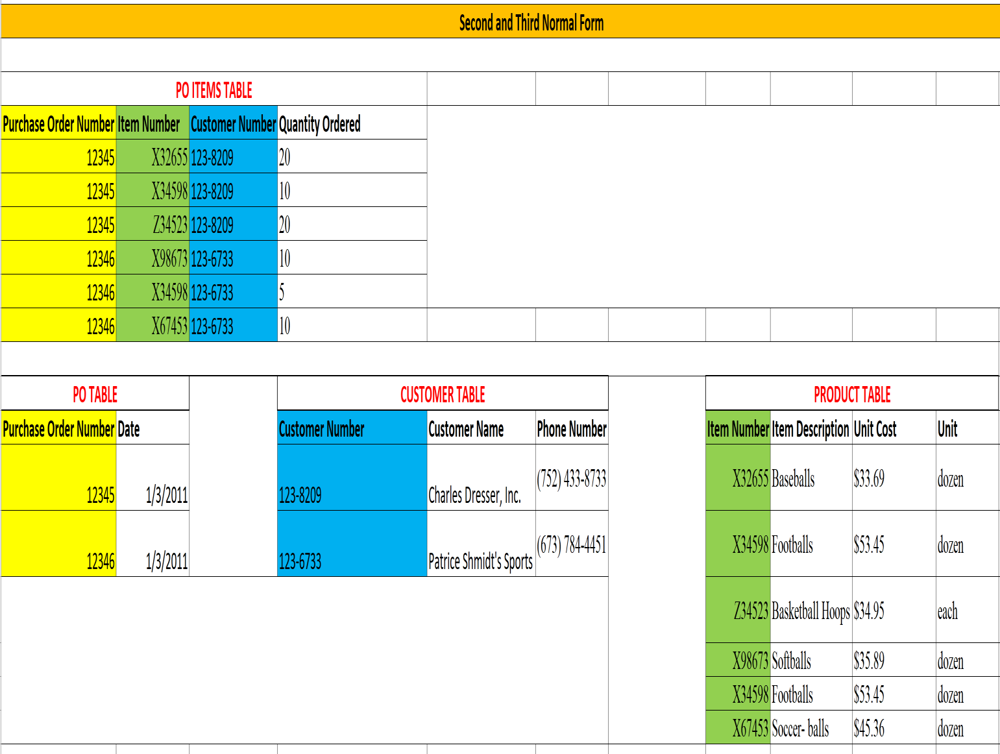 Second and Third Normal Form
PO ITEMS TABLE
Purchase Order Number Item Number Customer Number Quantity Ordered
12345 X32655 123-8209 20
12345 X34598 123-8209 10
12345 Z34523 123-8209 20
12346 X98673 123-6733 10
12346 X34598 123-6733 5
12346 X67453 123-6733 10
PO TABLE
Purchase Order Number Date
12345 1/3/2011
12346 1/3/2011
CUSTOMER TABLE
Customer Number Customer Name Phone Number
123-8209 Charles Dresser, Inc. (752) 433-8733
123-6733 Patrice Shmidt's Sports (673) 784-4451
PRODUCT TABLE
Item Number Item Description Unit Cost Unit
X32655 Baseballs $33.69 dozen
X34598 Footballs $53.45 dozen
Z34523 Basketball Hoops $34.95 each
X98673 Softballs $35.89 dozen
X34598 Footballs $53.45 dozen
X67453 Soccer- balls $45.36 dozen